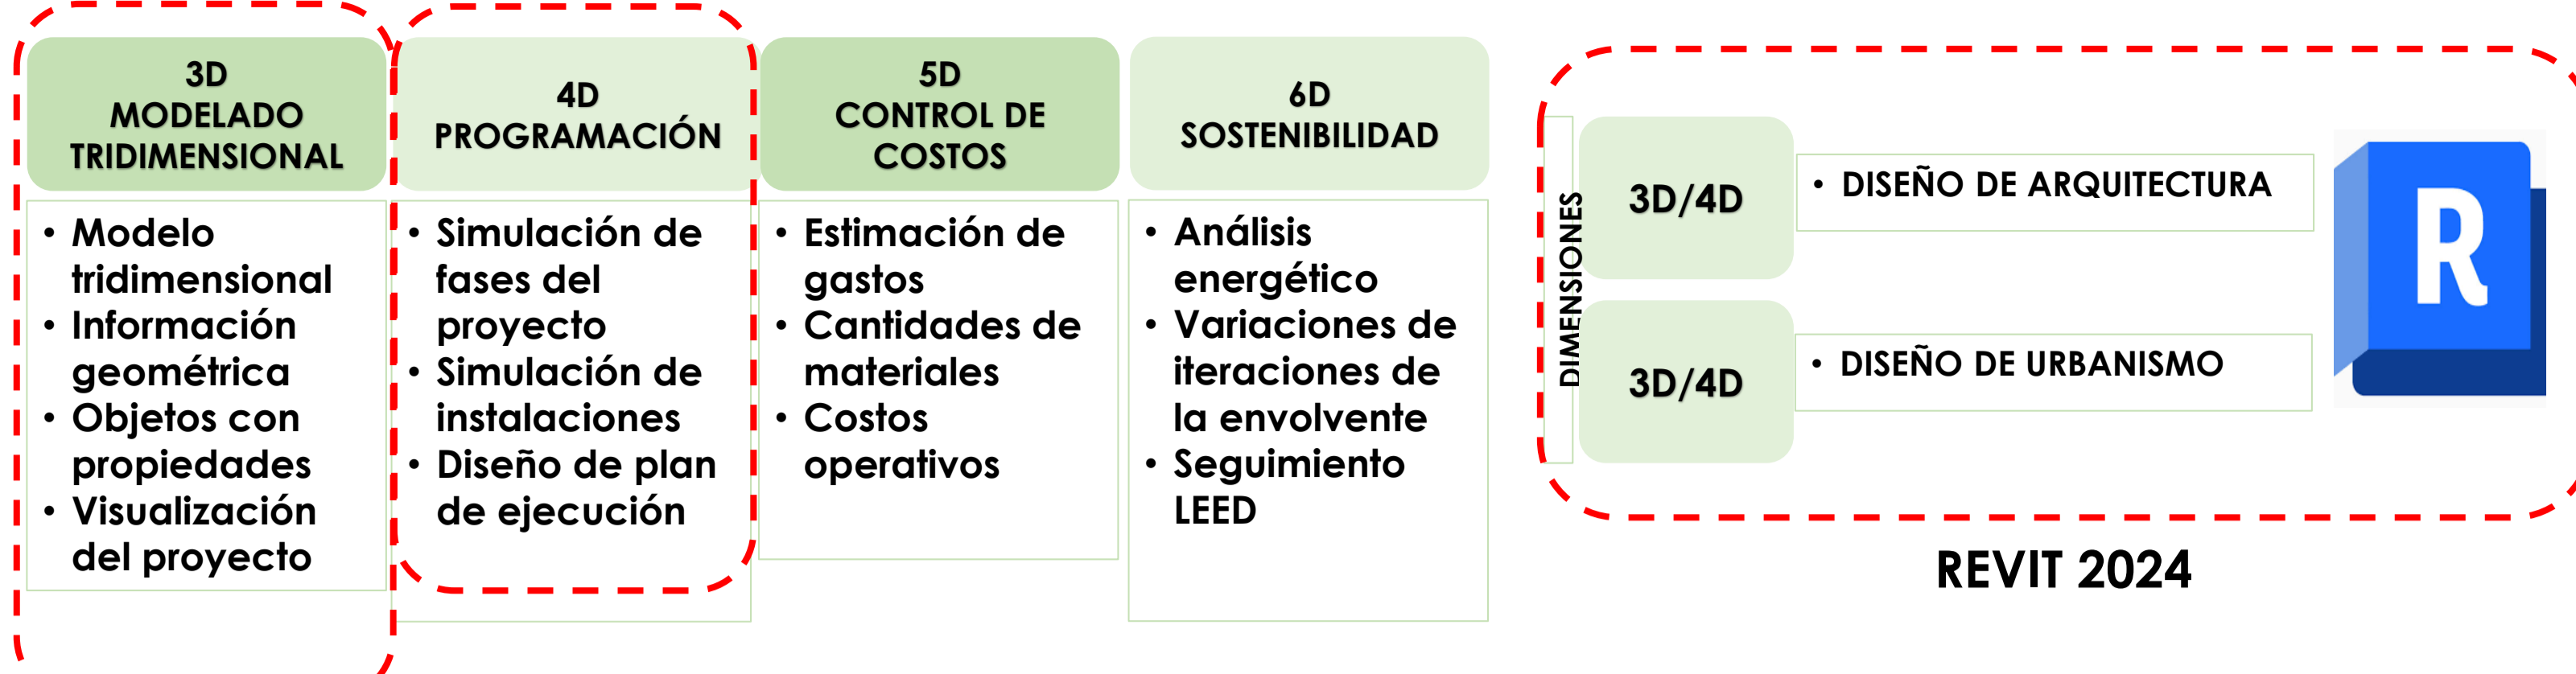 3D
MODELADO
TRIDIMENSIONAL
• Modelo
tridimensional
• Información
geométrica
• Objetos con
propiedades
• Visualización
del proyecto
4D
PROGRAMACIÓN
• Simulación de
fases del
proyecto
• Simulación de
instalaciones
• Diseño de plan
de ejecución
5D
CONTROL DE
COSTOS
• Estimación de
gastos
• Cantidades de
materiales
• Costos
operativos
6D
SOSTENIBILIDAD
• Análisis
energético
• Variaciones de
iteraciones de
la envolvente
• Seguimiento
LEED
DIMENSIONES
3D/4D
• DISEÑO DE ARQUITECTURA
3D/4D
• DISEÑO DE URBANISMO
R
REVIT 2024